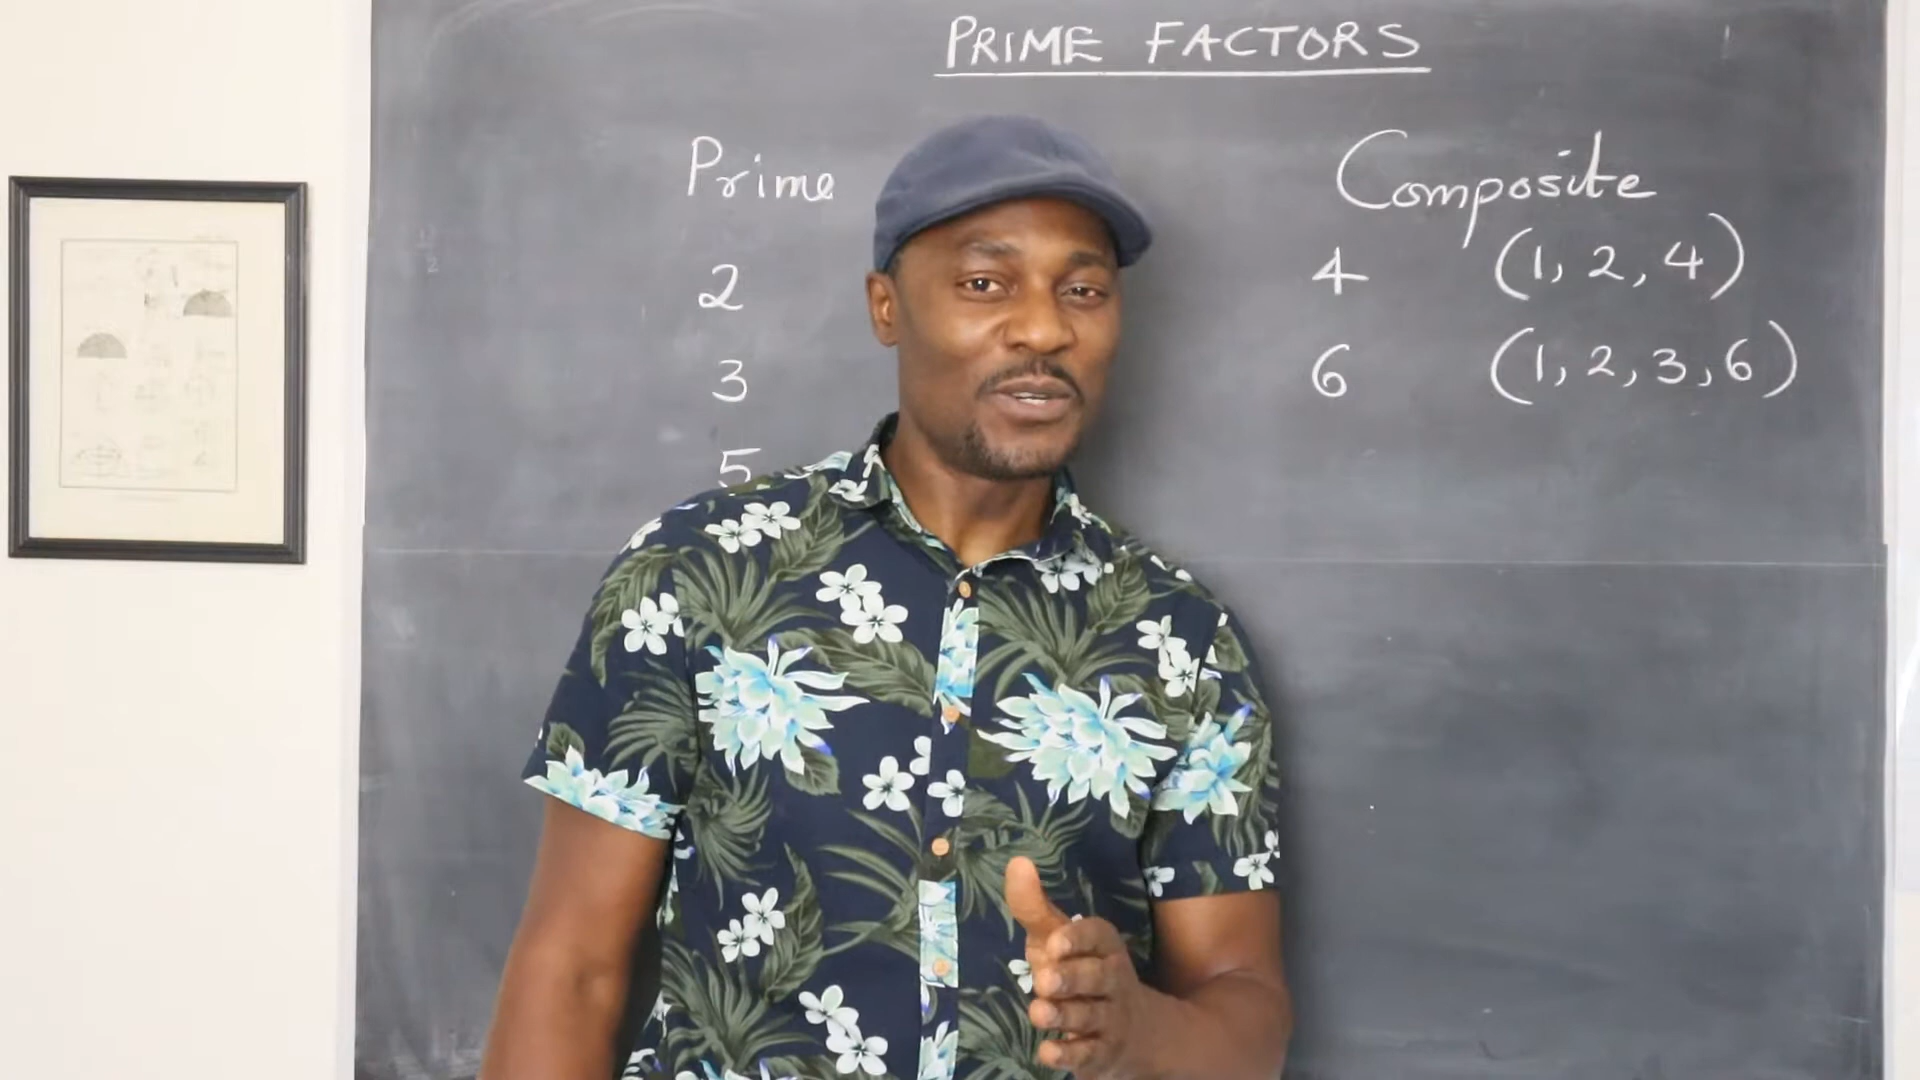 PRIME FACTORS
Prime Composite
2 4 (1, 2, 4)
3 6 (1, 2, 3, 6)
5